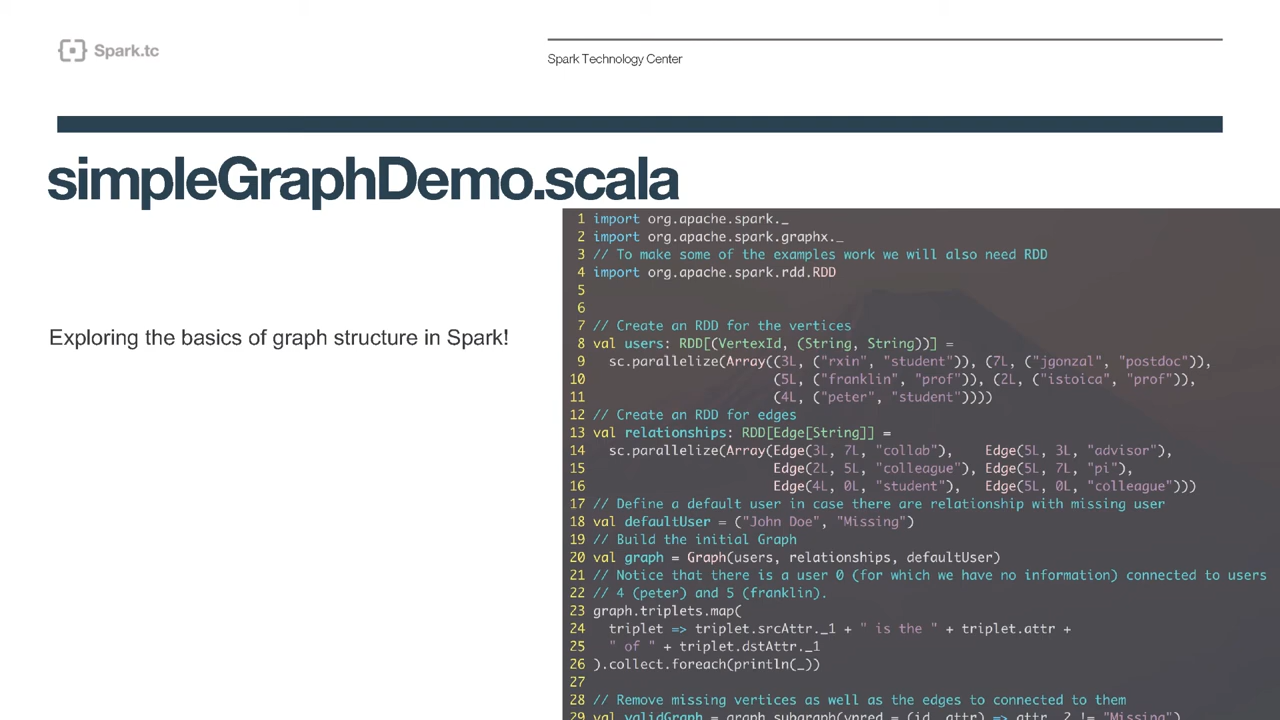 Spark.tc
Spark Technology Center
simpleGraphDemo.scala
Exploring the basics of graph structure in Spark!
1 import org.apache.spark._
2 import org.apache.spark.graphx._
3 // To make some of the examples work we will also need RDD
4 import org.apache.spark.rdd.RDD
5
6
7 // Create an RDD for the vertices
8 val users: RDD[(VertexId, (String, String))] =
9   sc.parallelize(Array((3L, ("rxin", "student")), (7L, ("jgonzal", "postdoc")),
10                       (5L, ("franklin", "prof")), (2L, ("istoica", "prof")),
11                       (4L, ("peter", "student"))))
12 // Create an RDD for edges
13 val relationships: RDD[Edge[String]] =
14   sc.parallelize(Array(Edge(3L, 7L, "collab"),    Edge(5L, 3L, "advisor"),
15                        Edge(2L, 5L, "colleague"), Edge(5L, 7L, "pi"),
16                        Edge(4L, 0L, "student"),   Edge(5L, 0L, "colleague")))
17 // Define a default user in case there are relationship with missing user
18 val defaultUser = ("John Doe", "Missing")
19 // Build the initial Graph
20 val graph = Graph(users, relationships, defaultUser)
21 // Notice that there is a user 0 (for which we have no information) connected to users
22 // 4 (peter) and 5 (franklin).
23 graph.triplets.map(
24   triplet => triplet.srcAttr._1 + " is the " + triplet.attr +
25   " of " + triplet.dstAttr._1
26 ).collect.foreach(println(_))
27
28 // Remove missing vertices as well as the edges to connected to them
29 val validGraph = graph.subgraph(vpred = (id, attr) => attr._2 != "Missing")